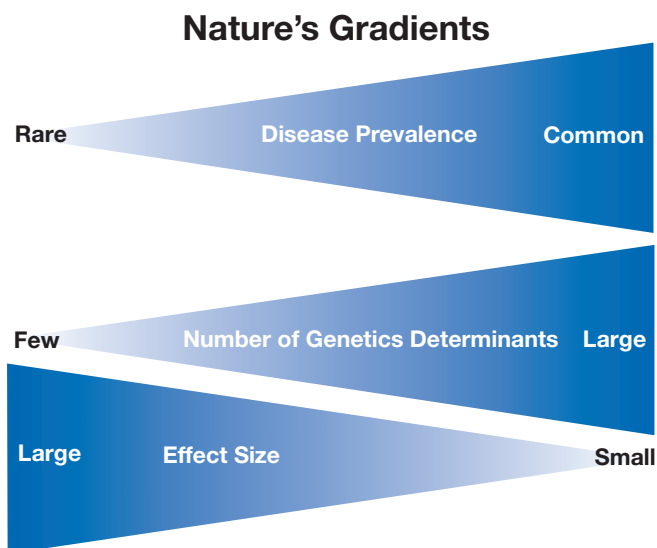 Nature’s Gradients
Rare Disease Prevalence Common
Few Number of Genetics Determinants Large
Large Effect Size Small